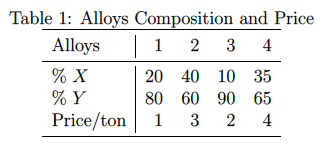 Table 1: Alloys Composition and Price
Alloys 1 2 3 4
% X 20 40 10 35
% Y 80 60 90 65
Price/ton 1 3 2 4